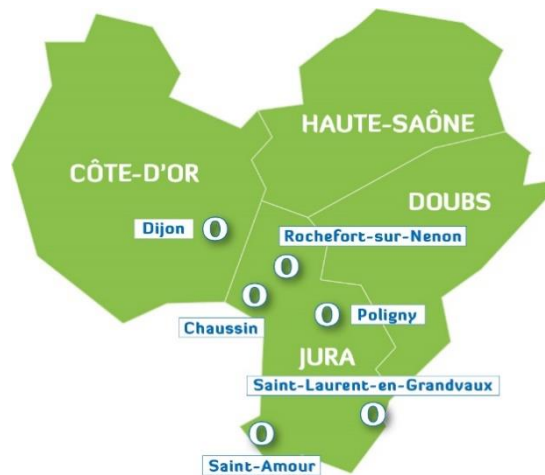 HAUTE-SAÔNE
CÔTE-D'OR
DOUBS
Dijon
Rochefort-sur-Nenon
Chaussin
Poligny
JURA
Saint-Laurent-en-Grandvaux
Saint-Amour